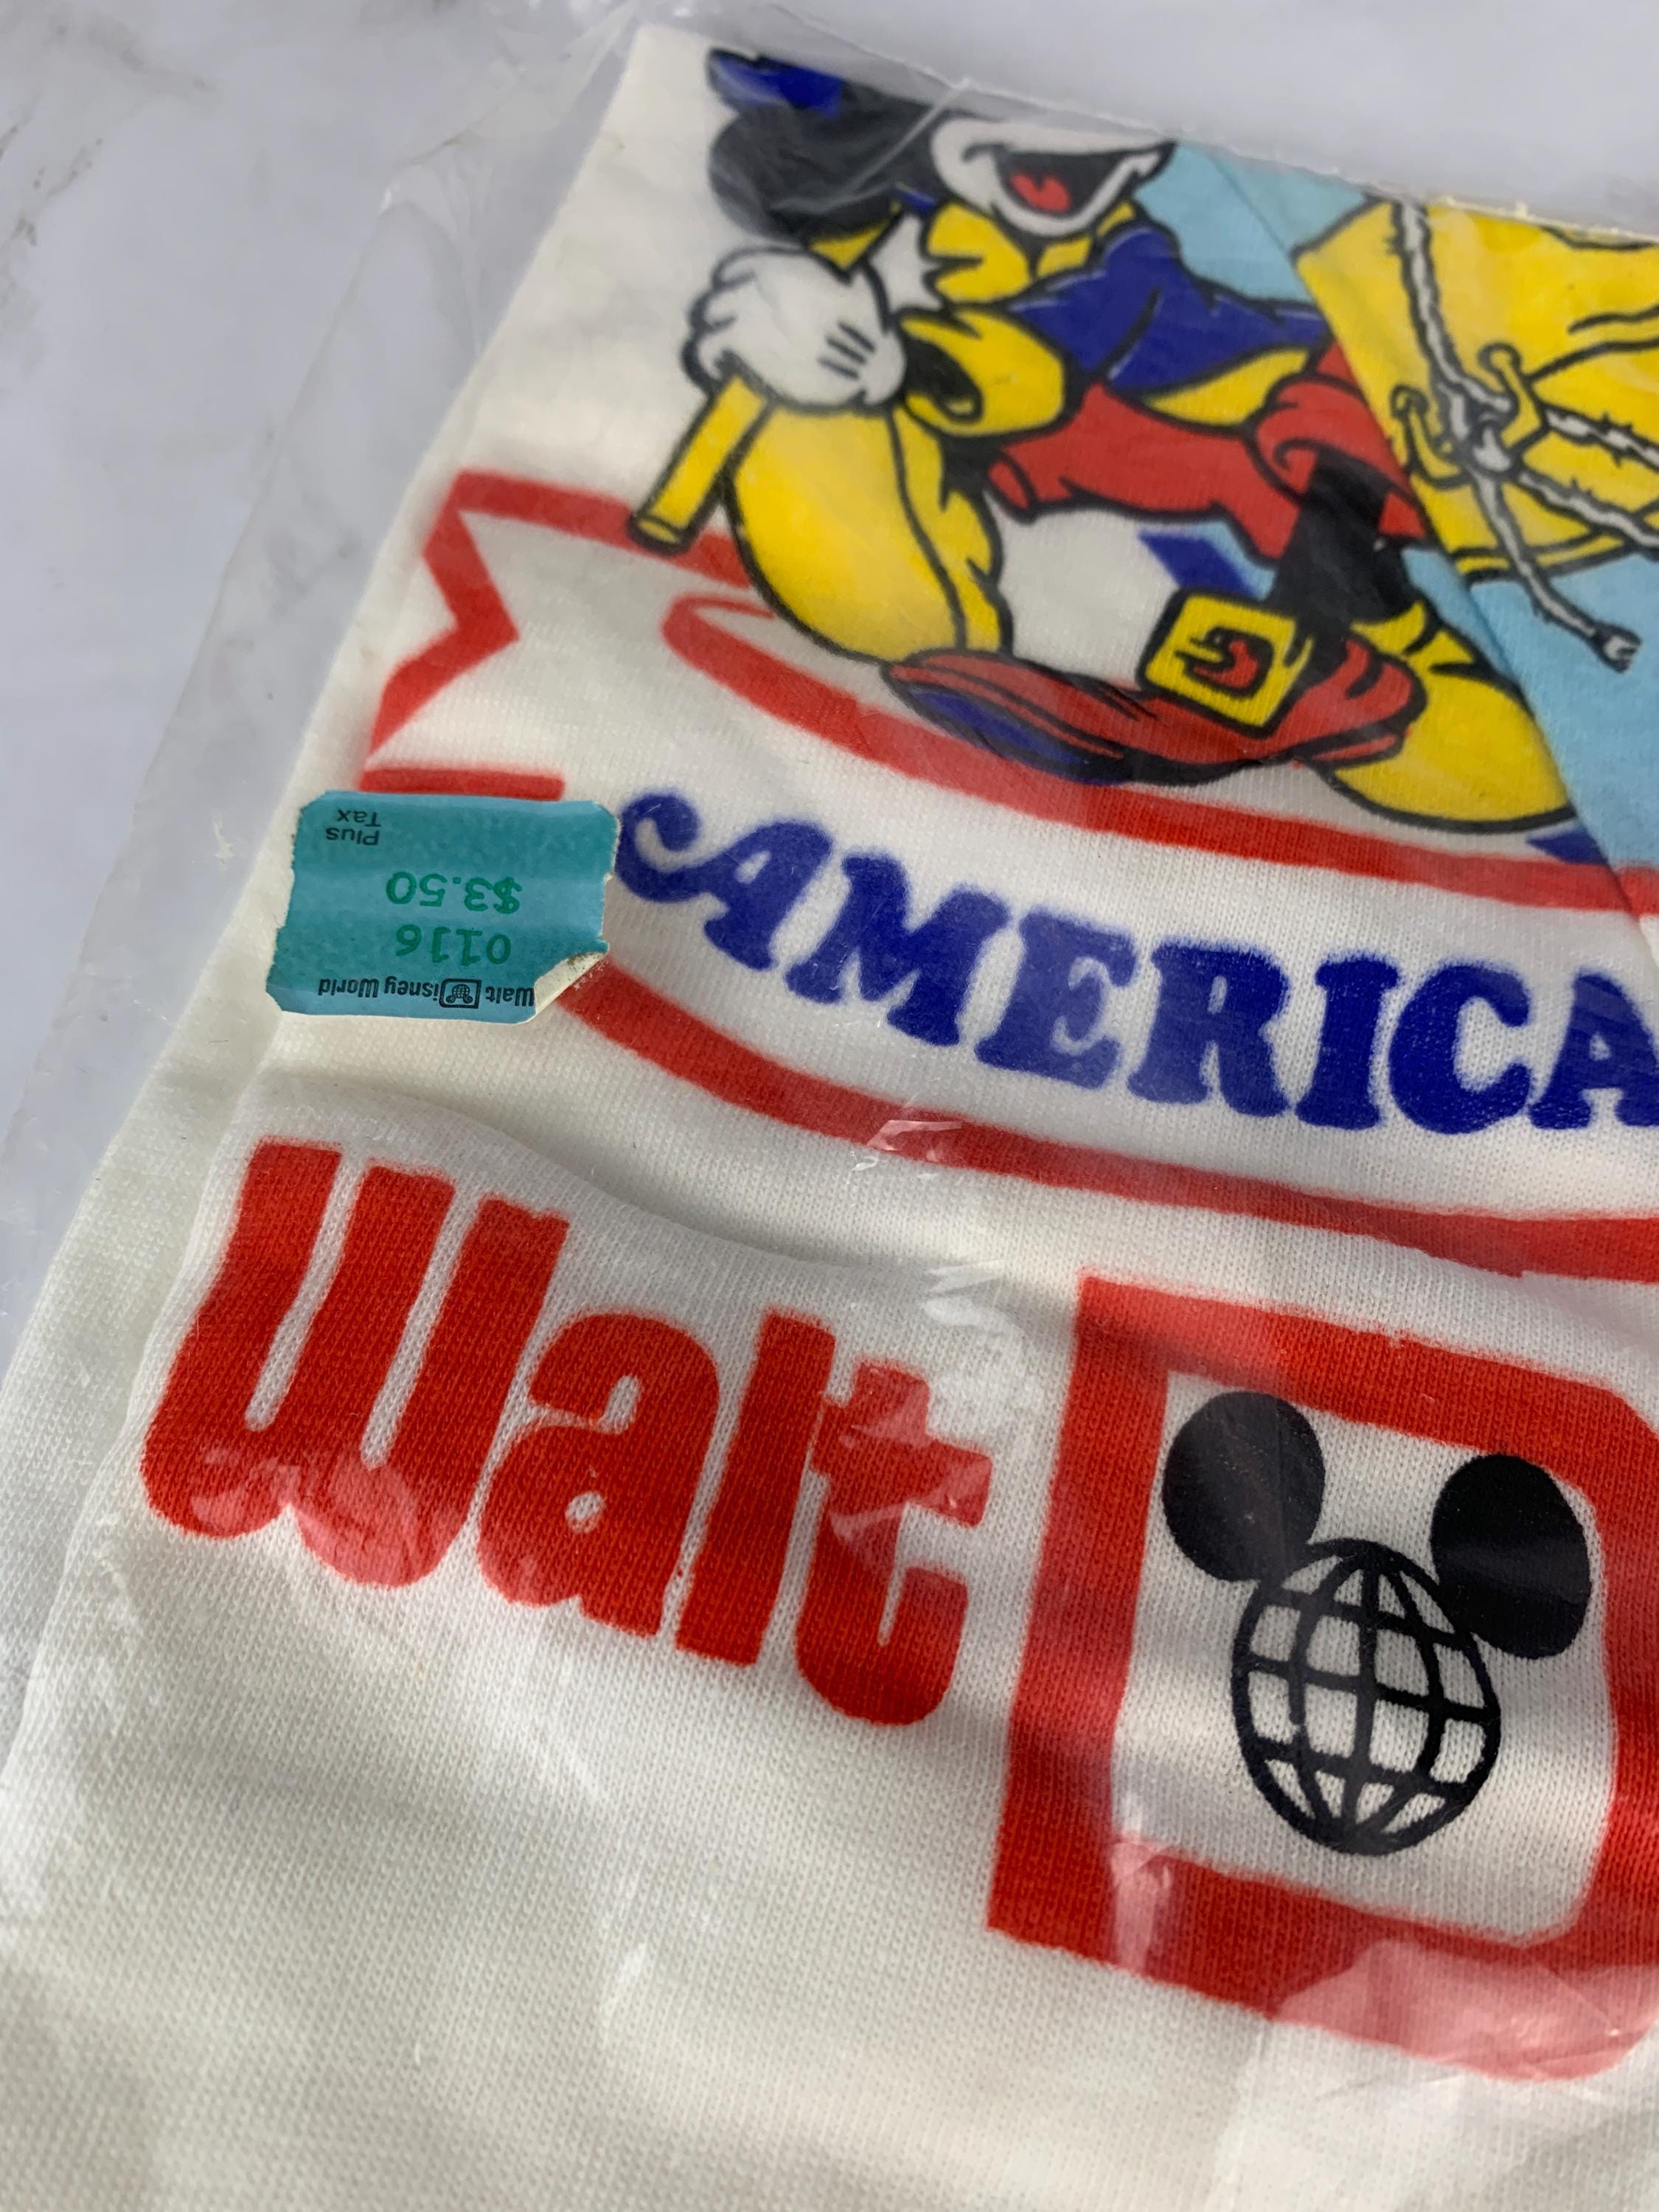 AMERICA
Walt
Walt Disney World
0116
$3.50
Plus
Tax